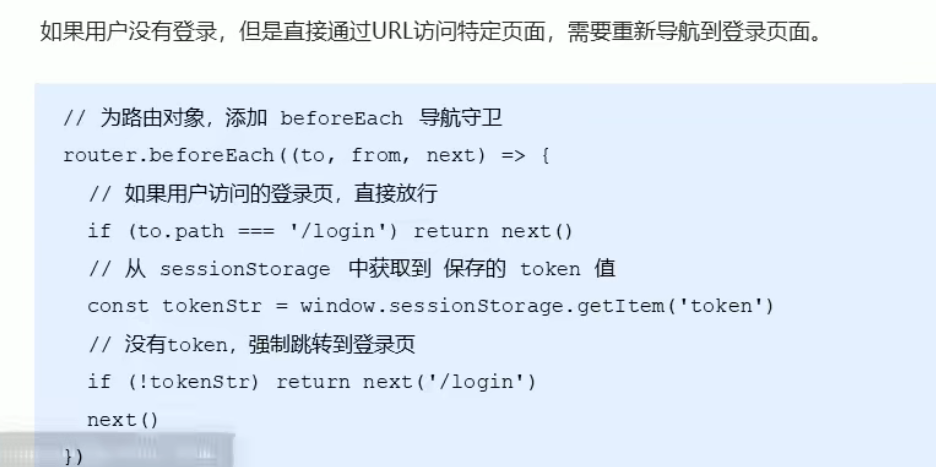 如果用户没有登录，但是直接通过URL访问特定页面，需要重新导航到登录页面。
// 为路由对象，添加 beforeEach 导航守卫
router.beforeEach((to, from, next) => {
// 如果用户访问的登录页，直接放行
if (to.path === '/login') return next()
// 从 sessionStorage 中获取到 保存的 token 值
const tokenStr = window.sessionStorage.getItem('token')
// 没有token，强制跳转到登录页
if (!tokenStr) return next('/login')
next()
})